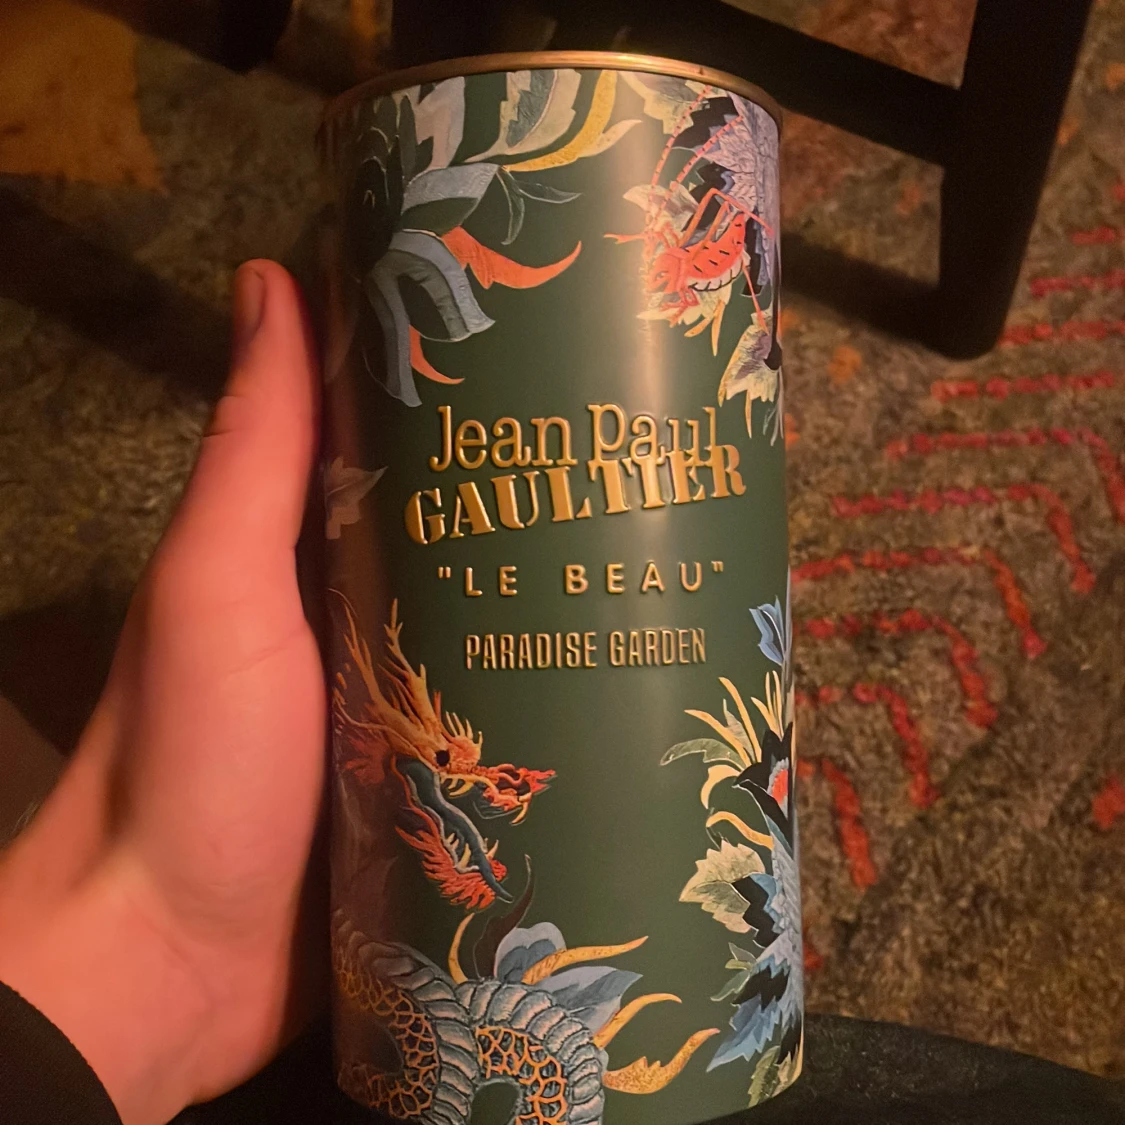 Jean Paul
GAULTIER
"LE BEAU"
PARADISE GARDEN